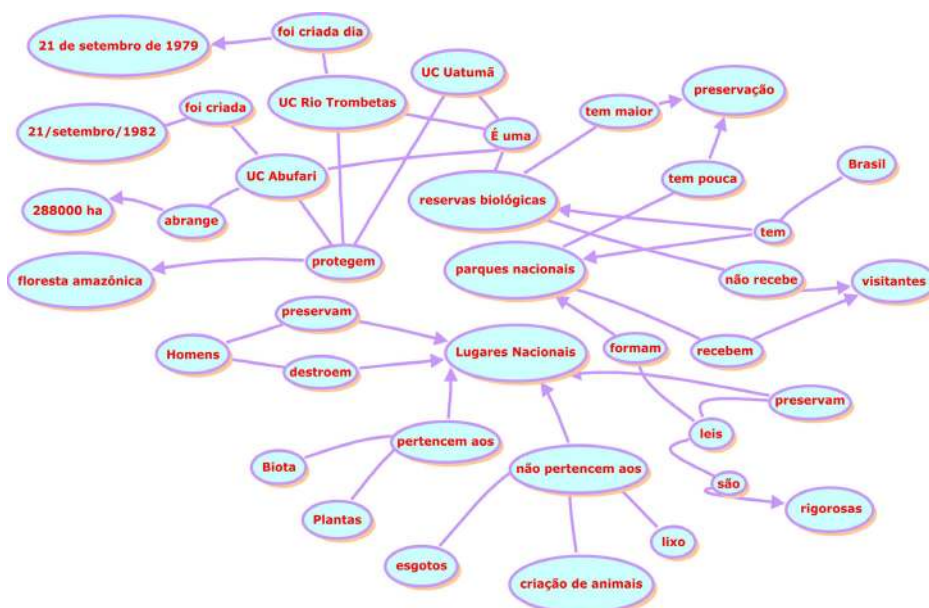 21 de setembro de 1979
foi criada dia
UC Uatumã
UC Rio Trombetas
preservação
foi criada
tem maior
21/setembro/1982
É uma
UC Abufari
Brasil
tem pouca
reservas biológicas
288000 ha
abrange
tem
protegem
floresta amazônica
parques nacionais
não recebe
visitantes
preservam
Homens
Lugares Nacionais
formam
recebem
destroem
preservam
pertencem aos
leis
Biota
não pertencem aos
são
Plantas
rigorosas
esgotos
lixo
criação de animais